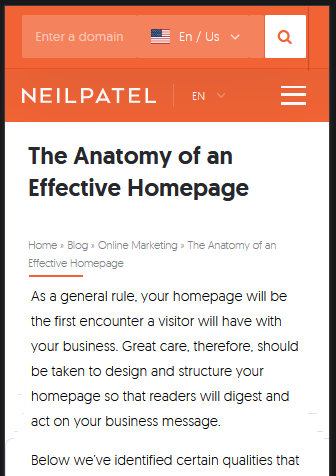 Enter a domain En / Us
NEILPATEL EN
The Anatomy of an
Effective Homepage
Home » Blog » Online Marketing » The Anatomy of an
Effective Homepage
As a general rule, your homepage will be
the first encounter a visitor will have with
your business. Great care, therefore, should
be taken to design and structure your
homepage so that readers will digest and
act on your business message.
Below we've identified certain qualities that